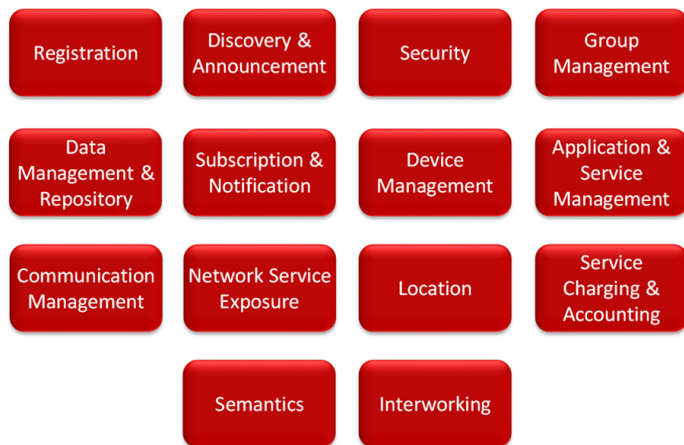 Registration
Discovery &
Announcement
Security
Group
Management
Data
Management &
Repository
Subscription &
Notification
Device
Management
Application &
Service
Management
Communication
Management
Network Service
Exposure
Location
Service
Charging &
Accounting
Semantics
Interworking